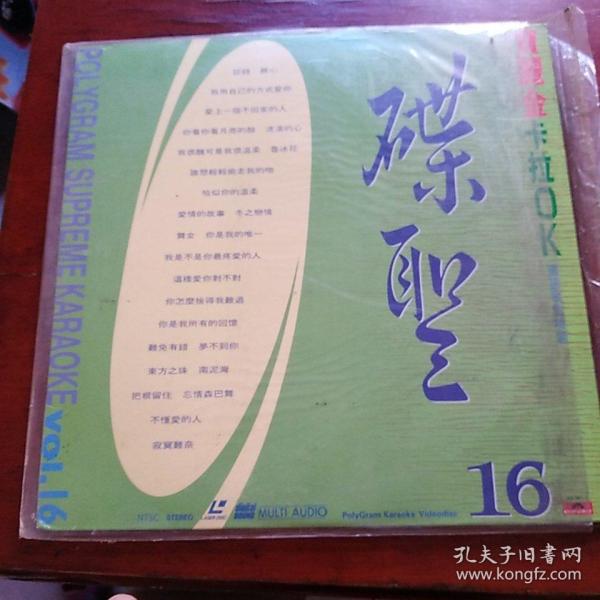 POLYGRAM SUPREME KARAOKE vol.16
碟聖
卡拉OK
我用自己的方式愛你
愛上一個不回家的人
你看你看月亮的臉 流浪的心
我很醜可是我很溫柔 魯冰花
誰想輕輕偷走我的吻
恰似你的溫柔
愛情的故事 冬之戀情
舞女 你是我的唯一
我是不是你最疼愛的人
這樣愛你對不對
你怎麼捨得我難過
你是我所有的回憶
難免有錯 夢不到你
東方之珠 南泥灣
把根留住 忘情森巴舞
不懂愛的人
寂寞難奈
16
NTSC STEREO LASER DISC MULTI AUDIO PolyGram Karaoke Videodisc
孔夫子旧书网
www.kongfz.com